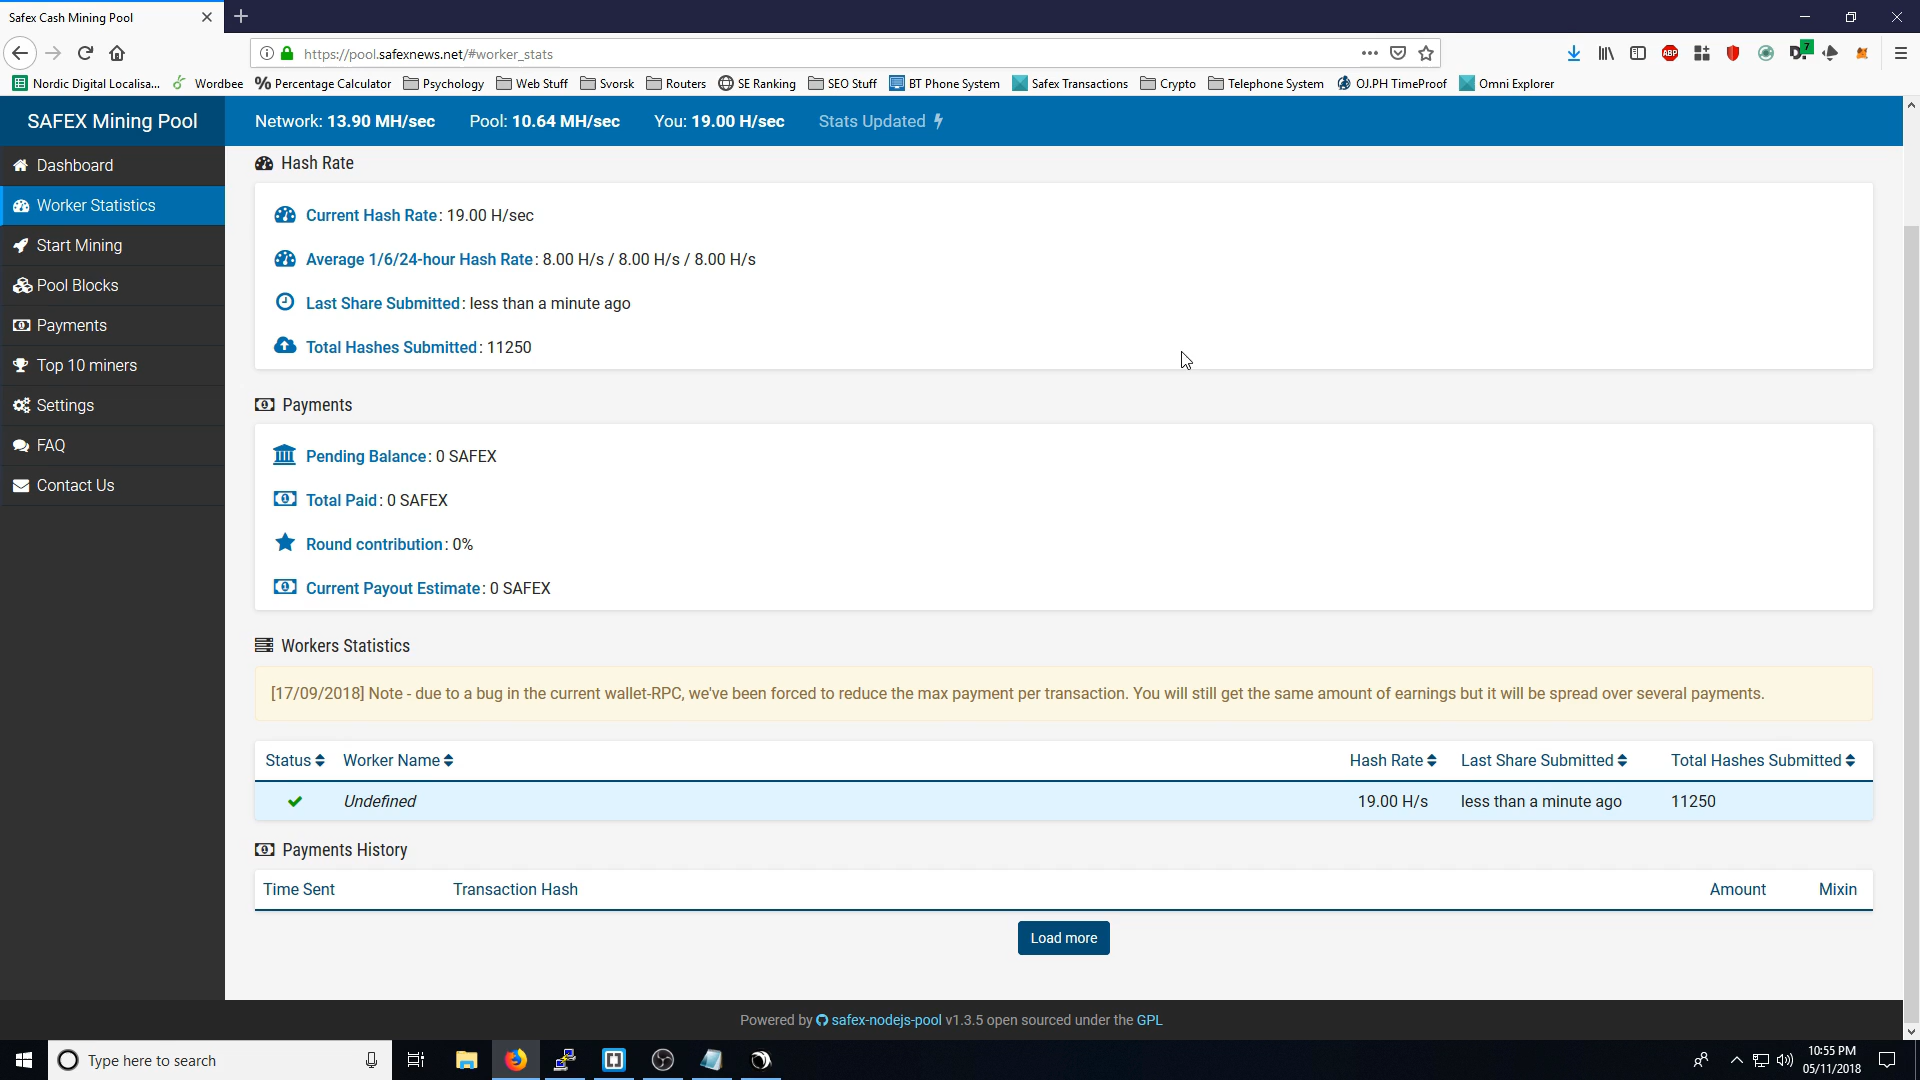 Safex Cash Mining Pool
https://pool.safexnews.net/#worker_stats
7
Nordic Digital Localisa... Wordbee Percentage Calculator Psychology Web Stuff Svorsk Routers SE Ranking SEO Stuff BT Phone System Safex Transactions Crypto Telephone System OJ.PH TimeProof Omni Explorer
SAFEX Mining Pool
Network: 13.90 MH/sec Pool: 10.64 MH/sec You: 19.00 H/sec Stats Updated
Dashboard
Worker Statistics
Start Mining
Pool Blocks
Payments
Top 10 miners
Settings
FAQ
Contact Us
Hash Rate
Current Hash Rate: 19.00 H/sec
Average 1/6/24-hour Hash Rate: 8.00 H/s / 8.00 H/s / 8.00 H/s
Last Share Submitted: less than a minute ago
Total Hashes Submitted: 11250
Payments
Pending Balance: 0 SAFEX
Total Paid: 0 SAFEX
Round contribution: 0%
Current Payout Estimate: 0 SAFEX
Workers Statistics
[17/09/2018] Note - due to a bug in the current wallet-RPC, we've been forced to reduce the max payment per transaction. You will still get the same amount of earnings but it will be spread over several payments.
Status Worker Name Hash Rate Last Share Submitted Total Hashes Submitted
Undefined 19.00 H/s less than a minute ago 11250
Payments History
Time Sent Transaction Hash Amount Mixin
Load more
Powered by safex-nodejs-pool v1.3.5 open sourced under the GPL
Type here to search
10:55 PM
05/11/2018